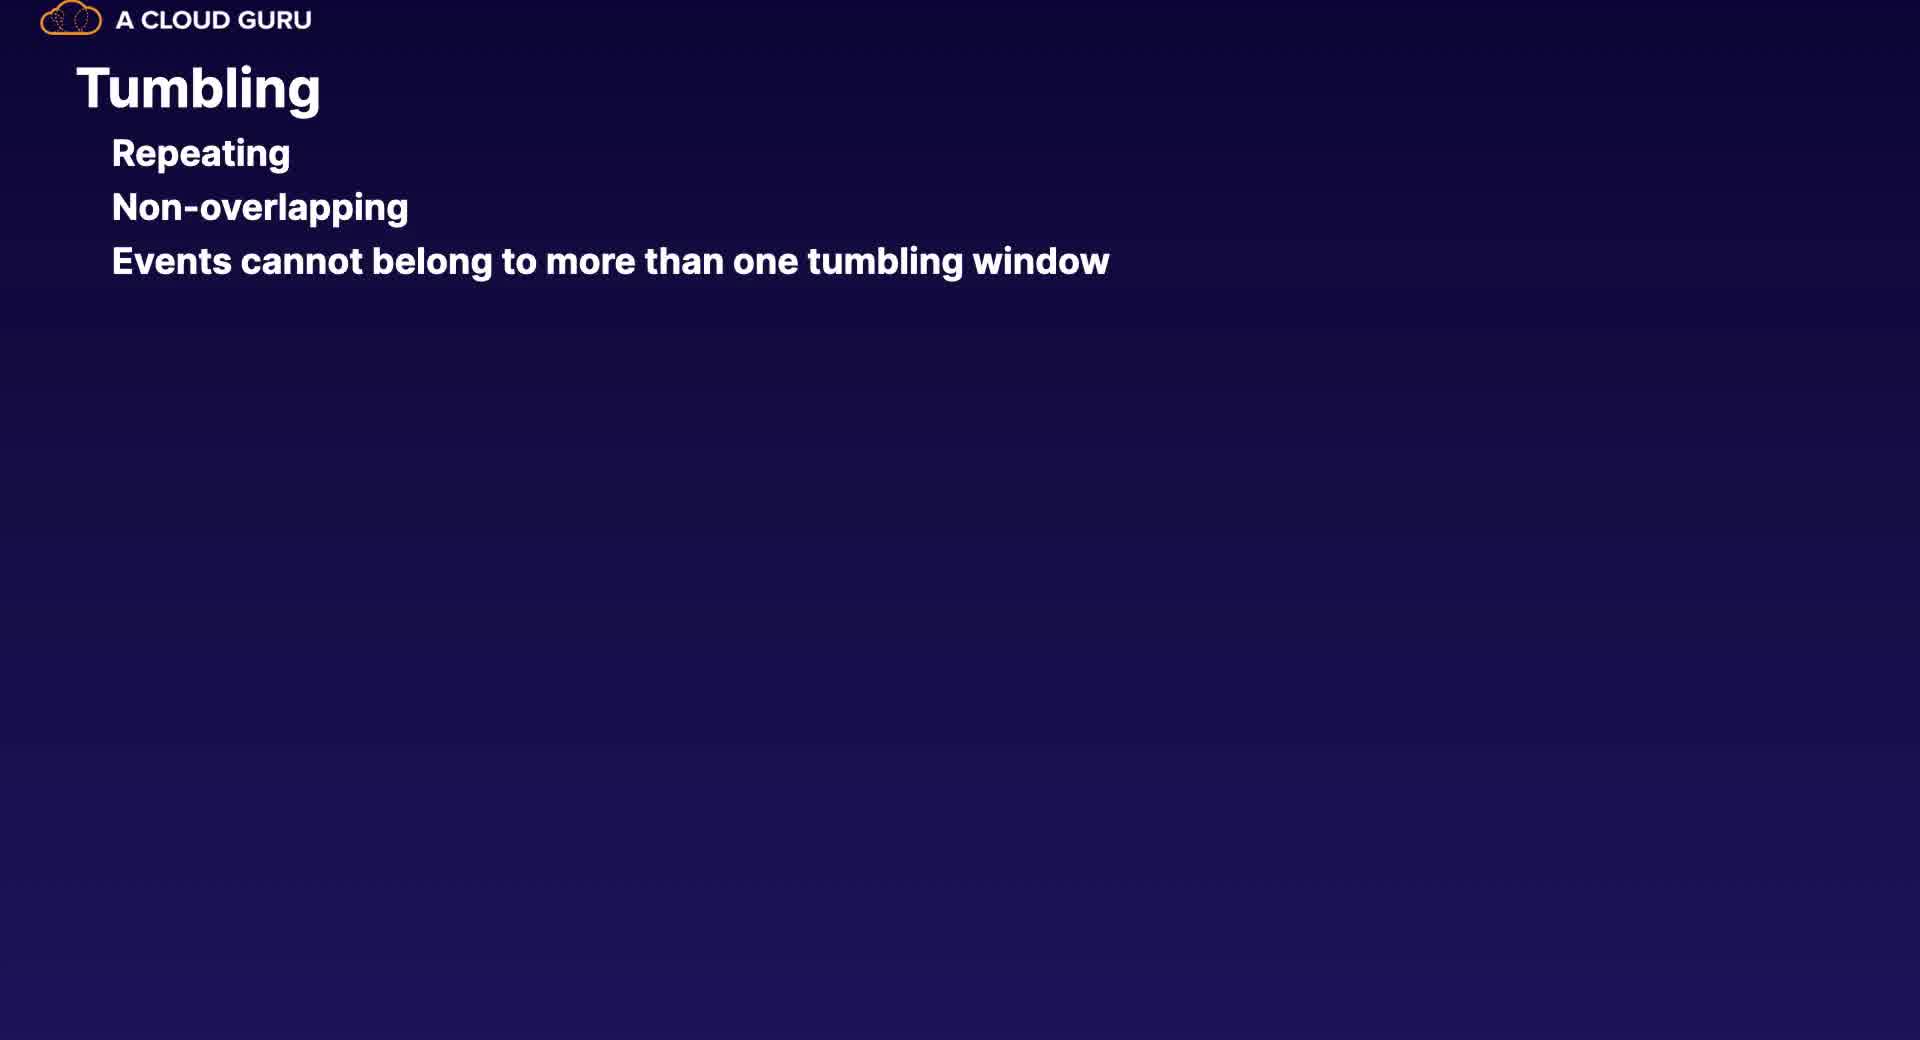 A CLOUD GURU
Tumbling
Repeating
Non-overlapping
Events cannot belong to more than one tumbling window